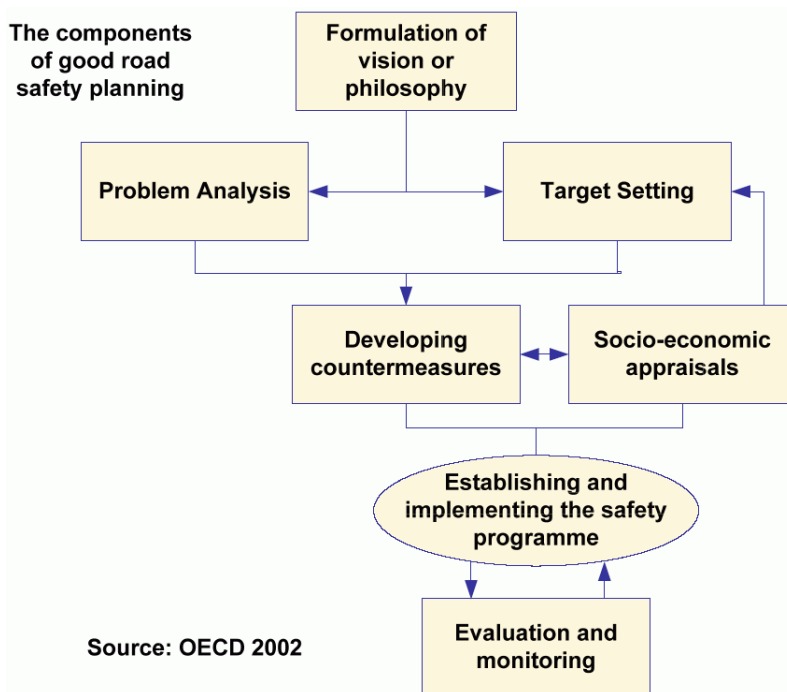 The components
of good road
safety planning
Formulation of
vision or
philosophy
Problem Analysis
Target Setting
Developing
countermeasures
Socio-economic
appraisals
Establishing and
implementing the safety
programme
Evaluation and
monitoring
Source: OECD 2002